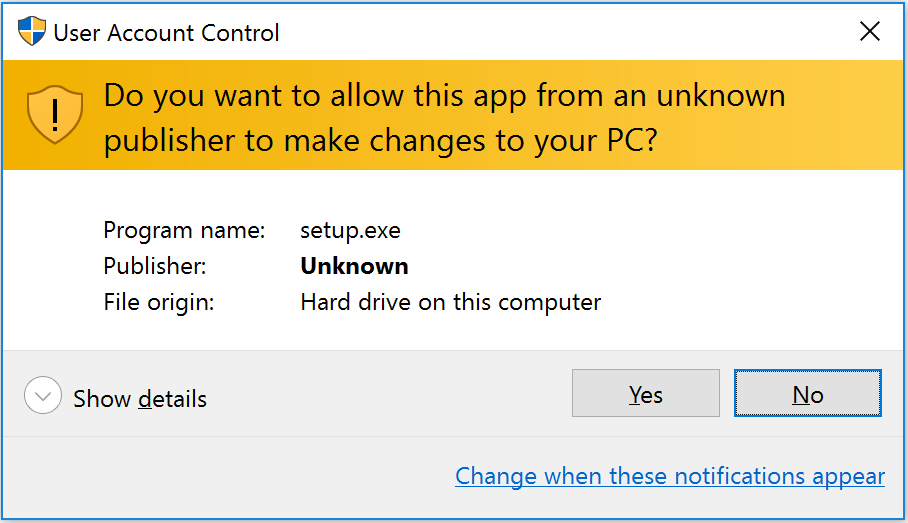 User Account Control
Do you want to allow this app from an unknown
publisher to make changes to your PC?
Program name: setup.exe
Publisher: Unknown
File origin: Hard drive on this computer
Show details
Yes
No
Change when these notifications appear